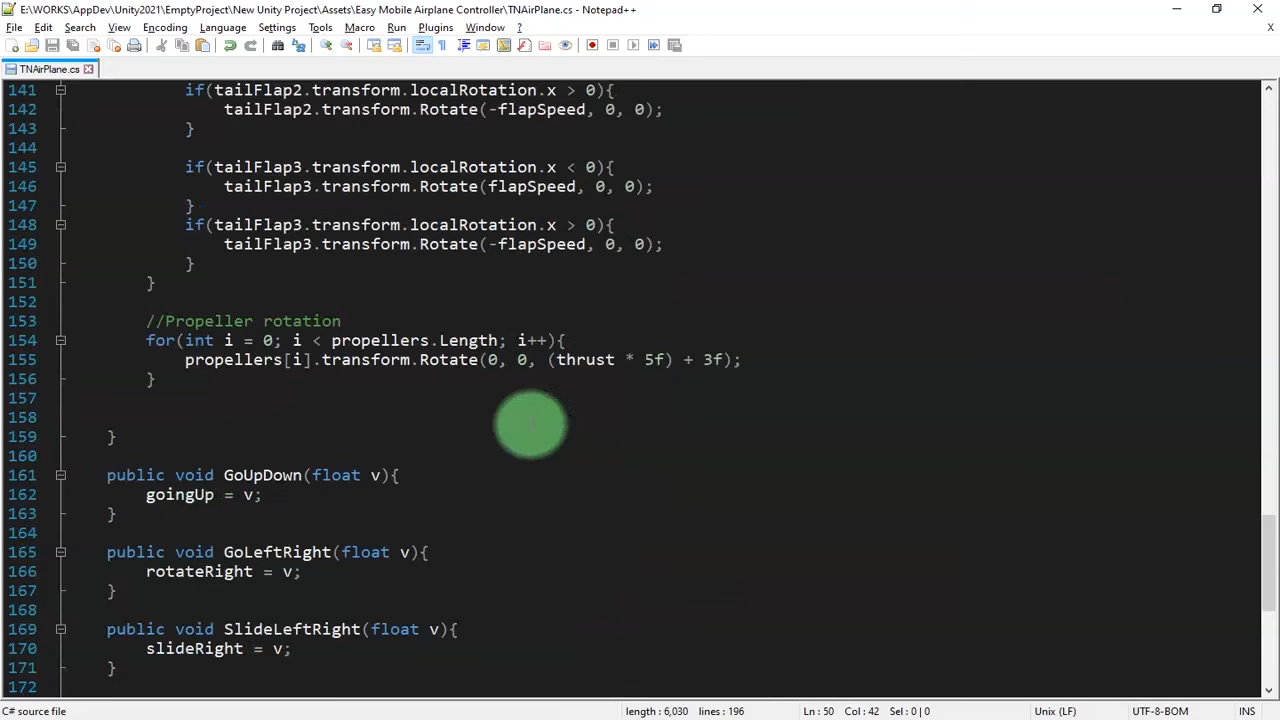 E:\WORKS\AppDev\Unity2021\EmptyProject\New Unity Project\Assets\Easy Mobile Airplane Controller\TNAirPlane.cs - Notepad++
File Edit Search View Encoding Language Settings Tools Macro Run Plugins Window ? X
TNAirPlane.cs
141 if(tailFlap2.transform.localRotation.x > 0){
142 tailFlap2.transform.Rotate(-flapSpeed, 0, 0);
143 }
144
145 if(tailFlap3.transform.localRotation.x < 0){
146 tailFlap3.transform.Rotate(flapSpeed, 0, 0);
147 }
148 if(tailFlap3.transform.localRotation.x > 0){
149 tailFlap3.transform.Rotate(-flapSpeed, 0, 0);
150 }
151 }
152
153 //Propeller rotation
154 for(int i = 0; i < propellers.Length; i++){
155 propellers[i].transform.Rotate(0, 0, (thrust * 5f) + 3f);
156 }
157
158
159 }
160
161 public void GoUpDown(float v){
162 goingUp = v;
163 }
164
165 public void GoLeftRight(float v){
166 rotateRight = v;
167 }
168
169 public void SlideLeftRight(float v){
170 slideRight = v;
171 }
172
C# source file length : 6,030 lines : 196 Ln : 50 Col : 42 Sel : 0 | 0 Unix (LF) UTF-8-BOM INS